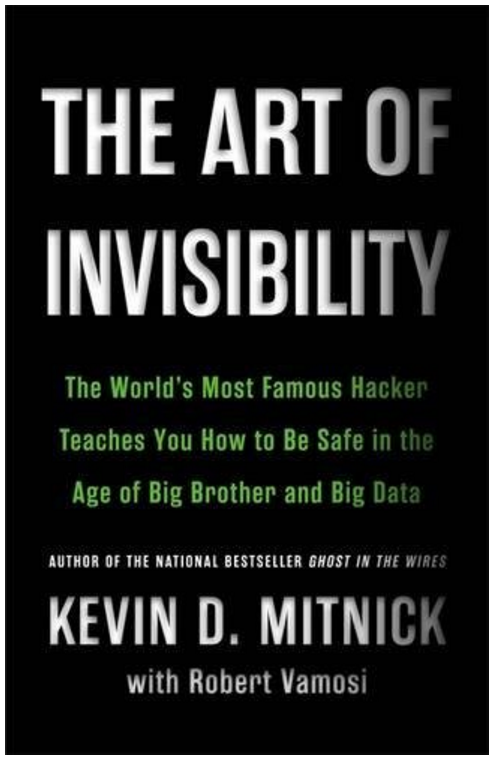 THE ART OF
INVISIBILITY
The World's Most Famous Hacker
Teaches You How to Be Safe in the
Age of Big Brother and Big Data
AUTHOR OF THE NATIONAL BESTSELLER GHOST IN THE WIRES
KEVIN D. MITNICK
with Robert Vamosi